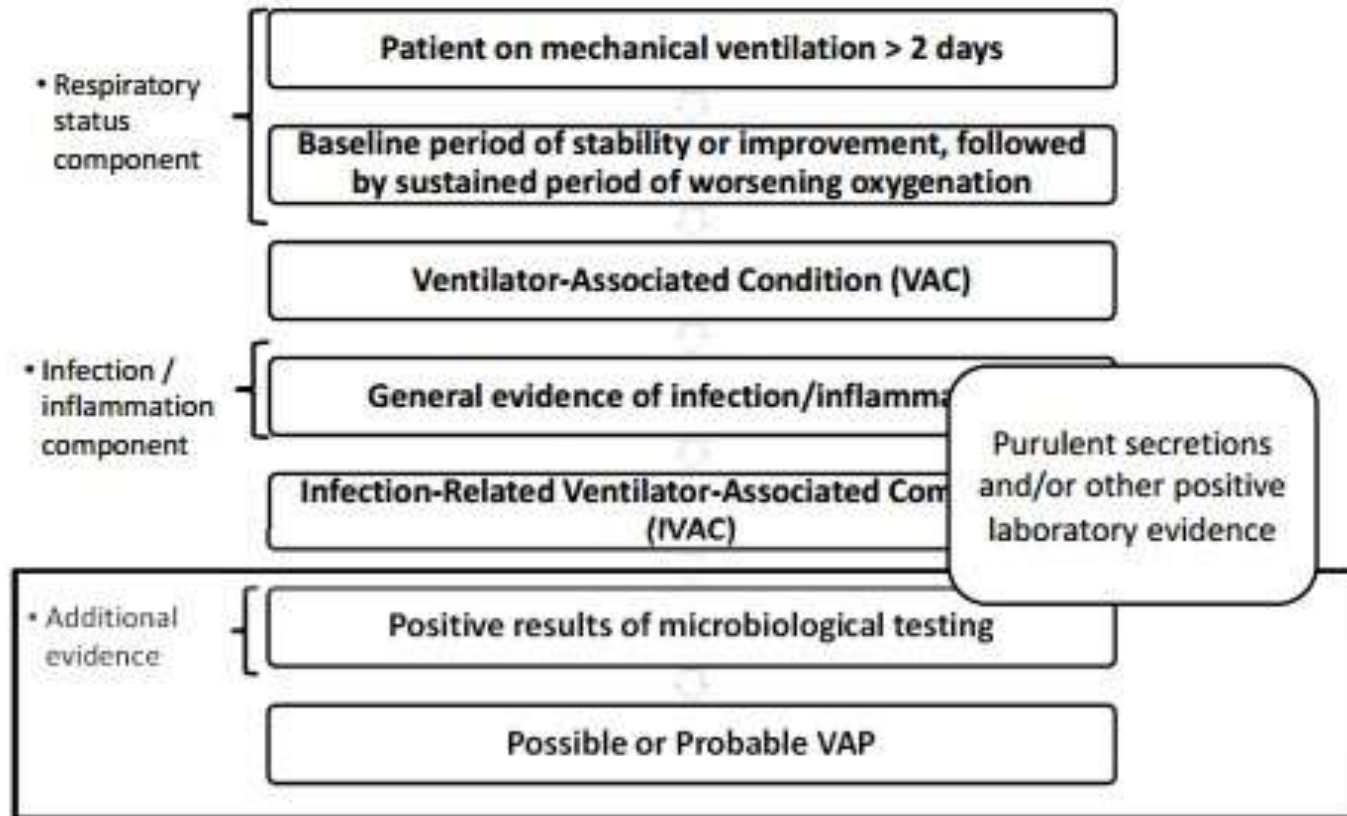 Patient on mechanical ventilation > 2 days
• Respiratory
status
component
Baseline period of stability or improvement, followed
by sustained period of worsening oxygenation
Ventilator-Associated Condition (VAC)
• Infection /
inflammation
component
General evidence of infection/inflamma
Infection-Related Ventilator-Associated Com
(IVAC)
Purulent secretions
and/or other positive
laboratory evidence
• Additional
evidence
Positive results of microbiological testing
Possible or Probable VAP